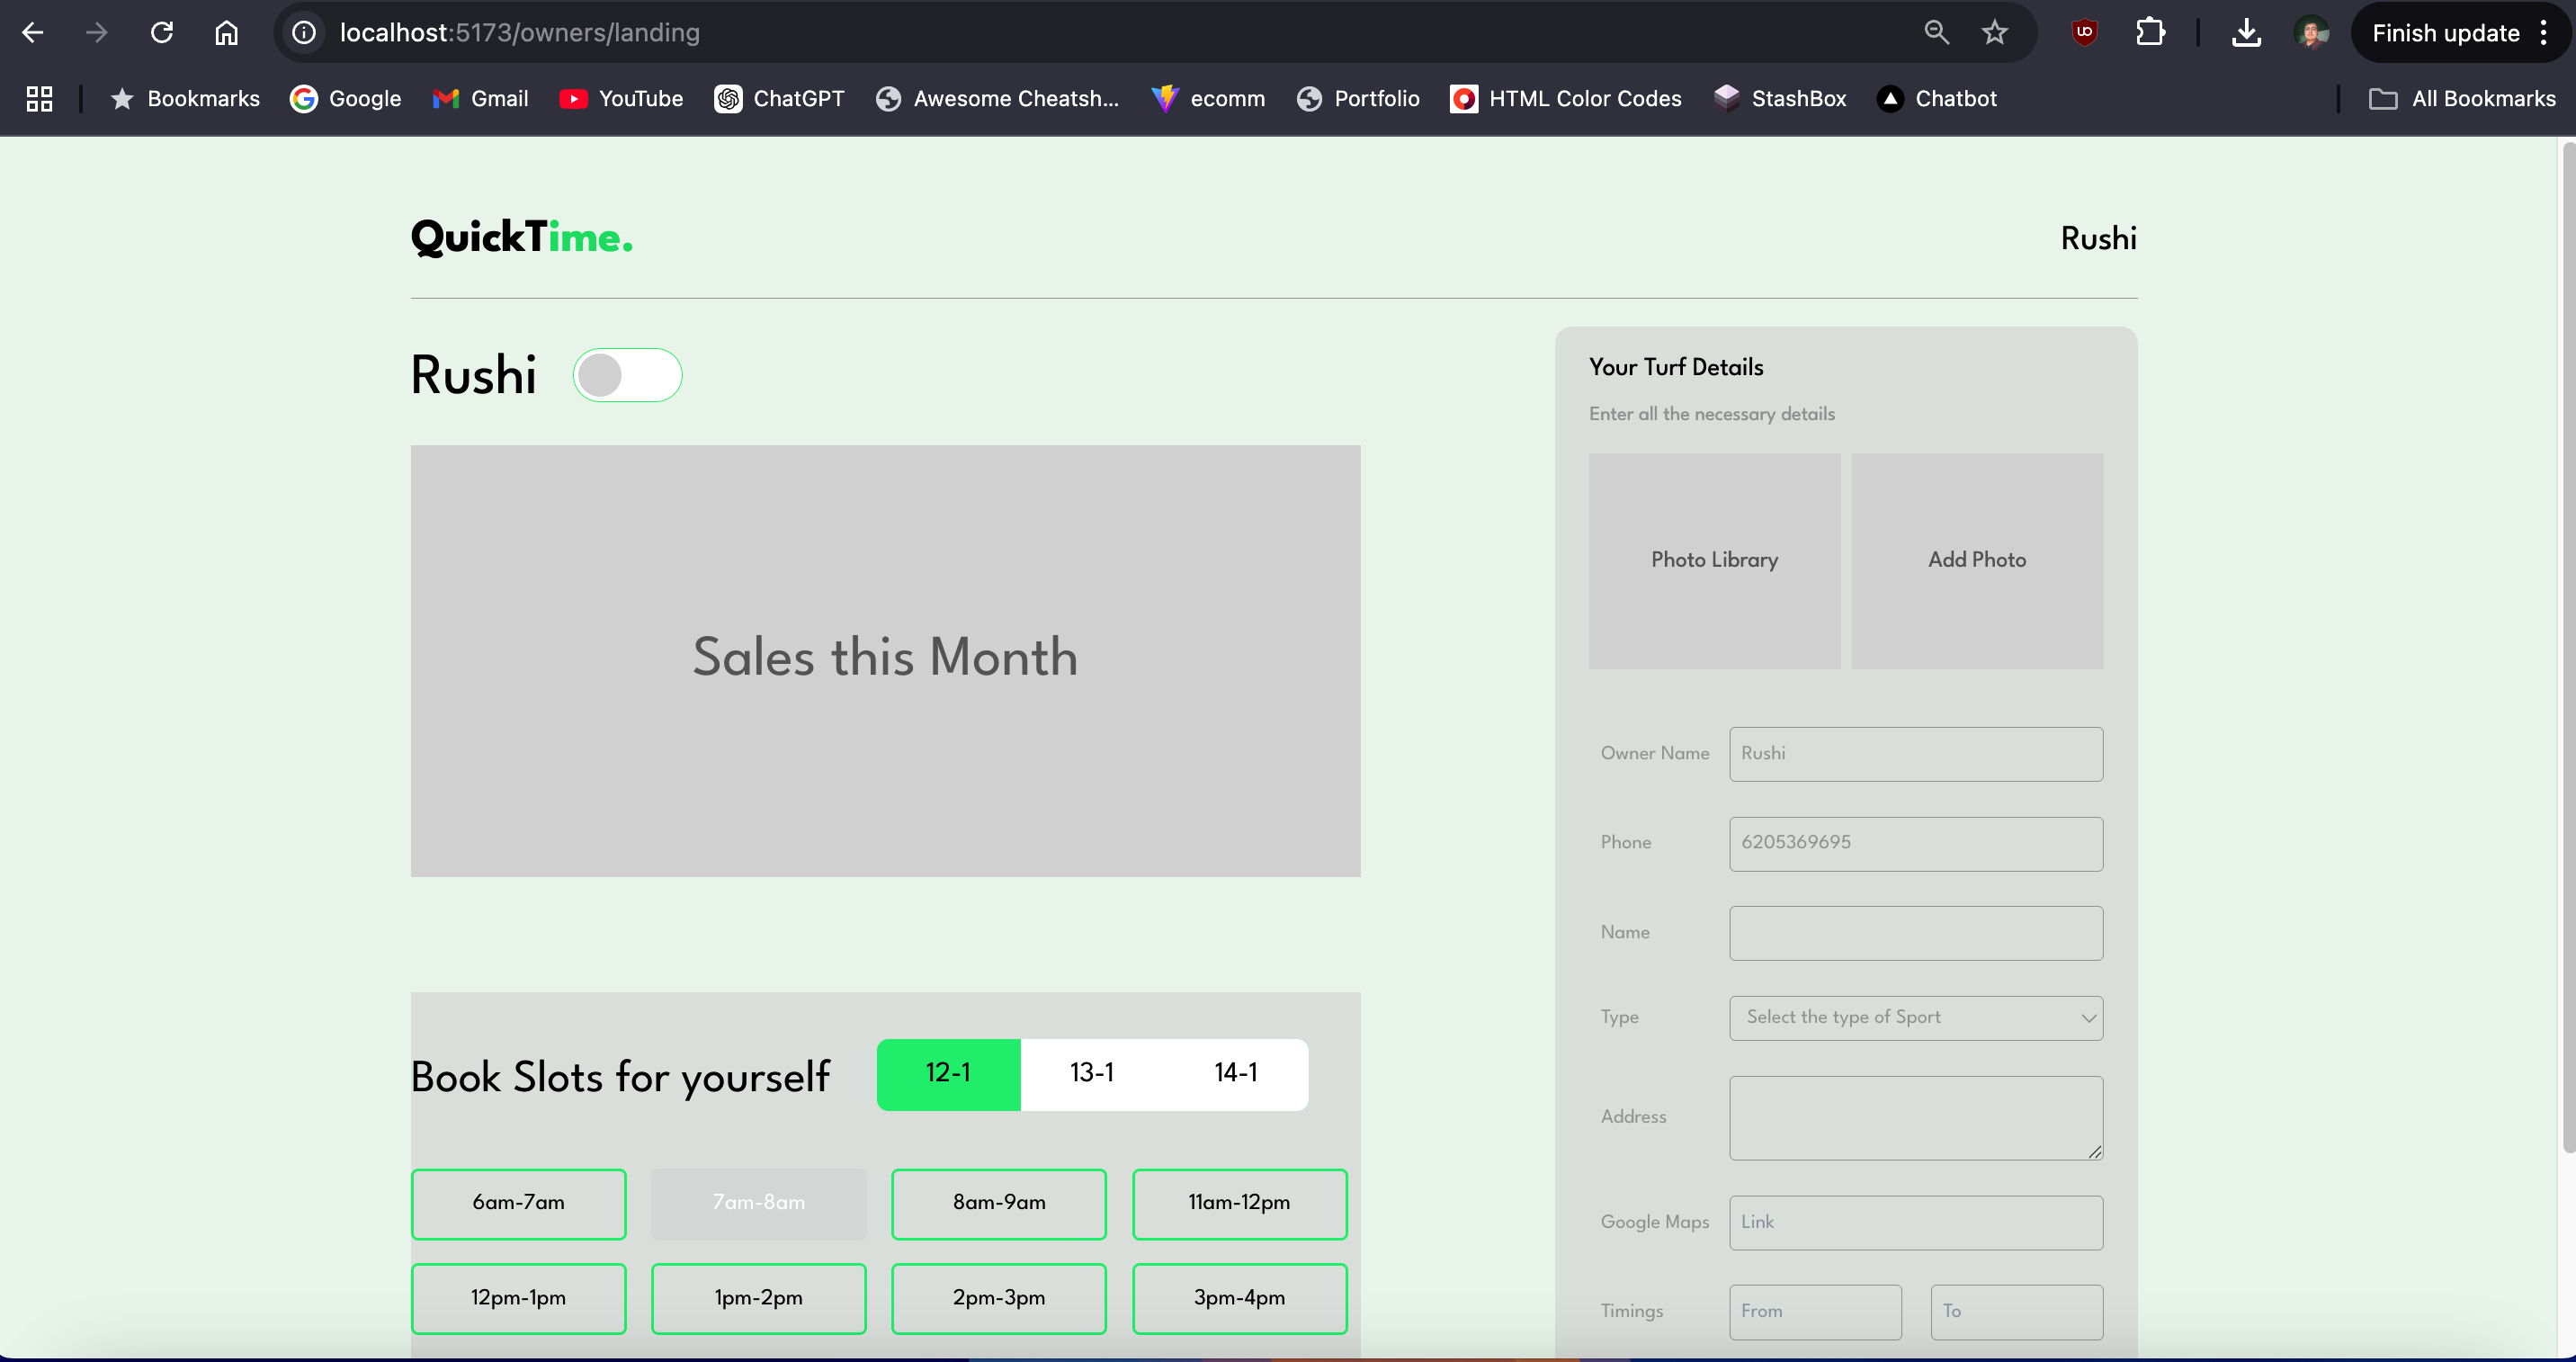 localhost:5173/owners/landing
Finish update
Bookmarks Google Gmail YouTube ChatGPT Awesome Cheatsh... ecomm Portfolio HTML Color Codes StashBox Chatbot All Bookmarks
QuickTime.
Rushi
Rushi
Sales this Month
Book Slots for yourself
12-1 13-1 14-1
6am-7am 7am-8am 8am-9am 11am-12pm
12pm-1pm 1pm-2pm 2pm-3pm 3pm-4pm
Your Turf Details
Enter all the necessary details
Photo Library Add Photo
Owner Name Rushi
Phone 6205369695
Name
Type Select the type of Sport
Address
Google Maps Link
Timings From To